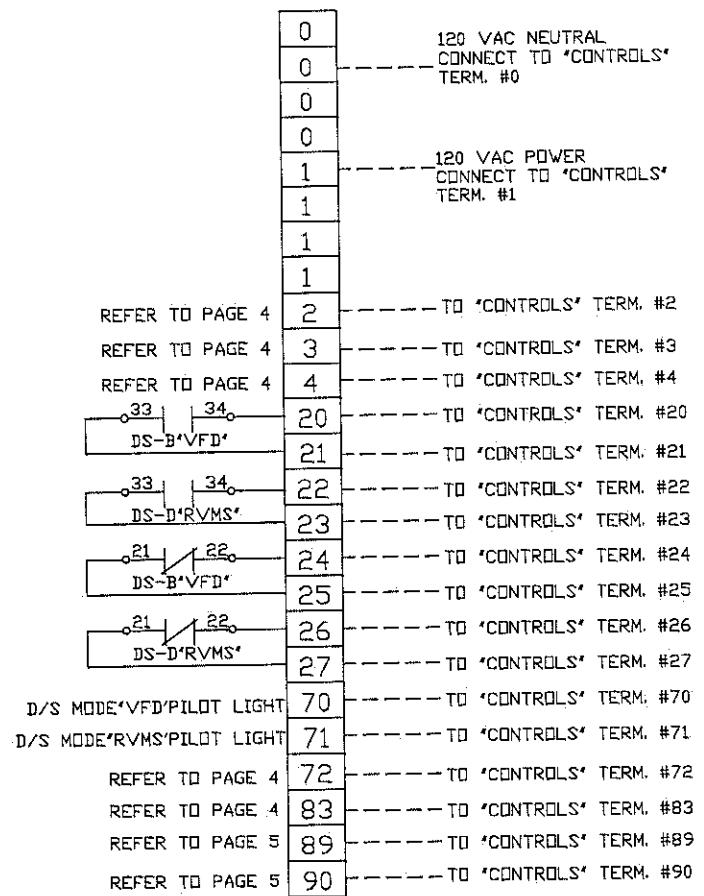 0
0 120 VAC NEUTRAL
CONNECT TO "CONTROLS"
TERM. #0
0
0
1 120 VAC POWER
CONNECT TO "CONTROLS"
TERM. #1
1
1
1
REFER TO PAGE 4 2 TO "CONTROLS" TERM. #2
REFER TO PAGE 4 3 TO "CONTROLS" TERM. #3
REFER TO PAGE 4 4 TO "CONTROLS" TERM. #4
33 34 20 TO "CONTROLS" TERM. #20
DS-B"VFD" 21 TO "CONTROLS" TERM. #21
33 34 22 TO "CONTROLS" TERM. #22
DS-D"RVMS" 23 TO "CONTROLS" TERM. #23
21 22 24 TO "CONTROLS" TERM. #24
DS-B"VFD" 25 TO "CONTROLS" TERM. #25
21 22 26 TO "CONTROLS" TERM. #26
DS-D"RVMS" 27 TO "CONTROLS" TERM. #27
D/S MODE"VFD"PILOT LIGHT 70 TO "CONTROLS" TERM. #70
D/S MODE"RVMS"PILOT LIGHT 71 TO "CONTROLS" TERM. #71
REFER TO PAGE 4 72 TO "CONTROLS" TERM. #72
REFER TO PAGE 4 83 TO "CONTROLS" TERM. #83
REFER TO PAGE 5 89 TO "CONTROLS" TERM. #89
REFER TO PAGE 5 90 TO "CONTROLS" TERM. #90